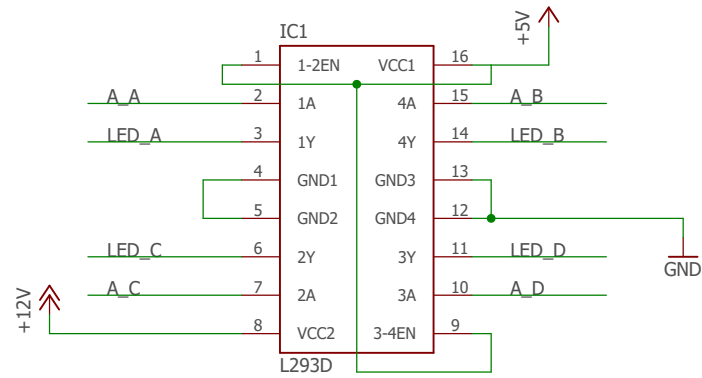 IC1
+5V
1 1-2EN VCC1 16
A_A 2 1A 4A 15 A_B
LED_A 3 1Y 4Y 14 LED_B
4 GND1 GND3 13
5 GND2 GND4 12
LED_C 6 2Y 3Y 11 LED_D
GND
A_C 7 2A 3A 10 A_D
+12V
8 VCC2 3-4EN 9
L293D